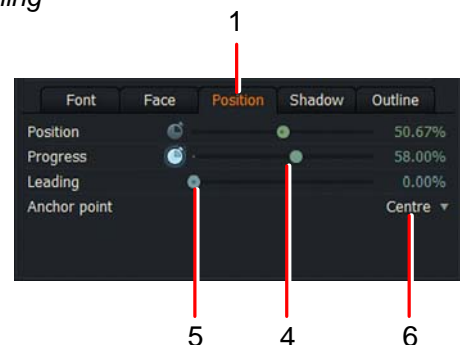 ling
1
Font Face Position Shadow Outline
Position 50.67%
Progress 58.00%
Leading 0.00%
Anchor point Centre
5 4 6